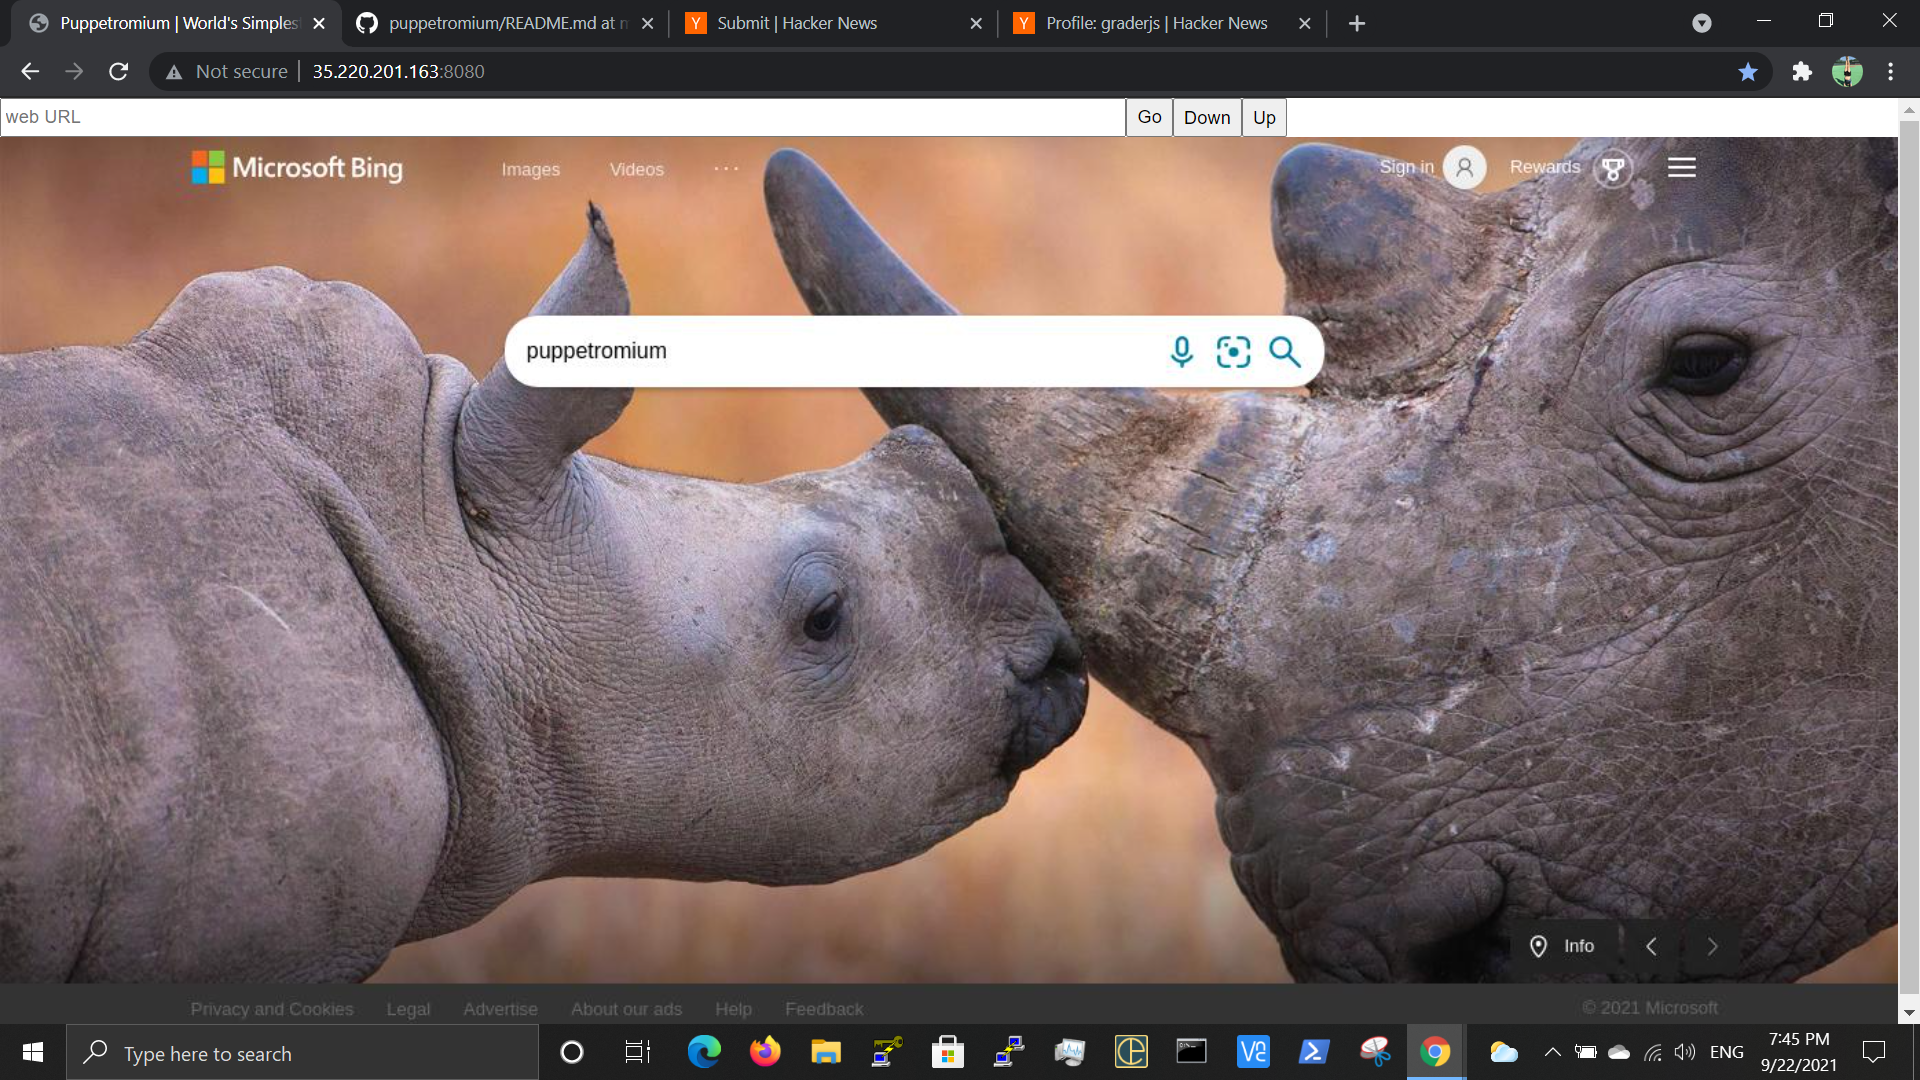 Puppetromium | World's Simples
puppetromium/README.md at m
Submit | Hacker News
Profile: graderjs | Hacker News
Not secure
35.220.201.163:8080
web URL
Go
Down
Up
Microsoft Bing
Images
Videos
...
Sign in
Rewards
puppetromium
Info
Privacy and Cookies
Legal
Advertise
About our ads
Help
Feedback
© 2021 Microsoft
Type here to search
ENG
7:45 PM
9/22/2021